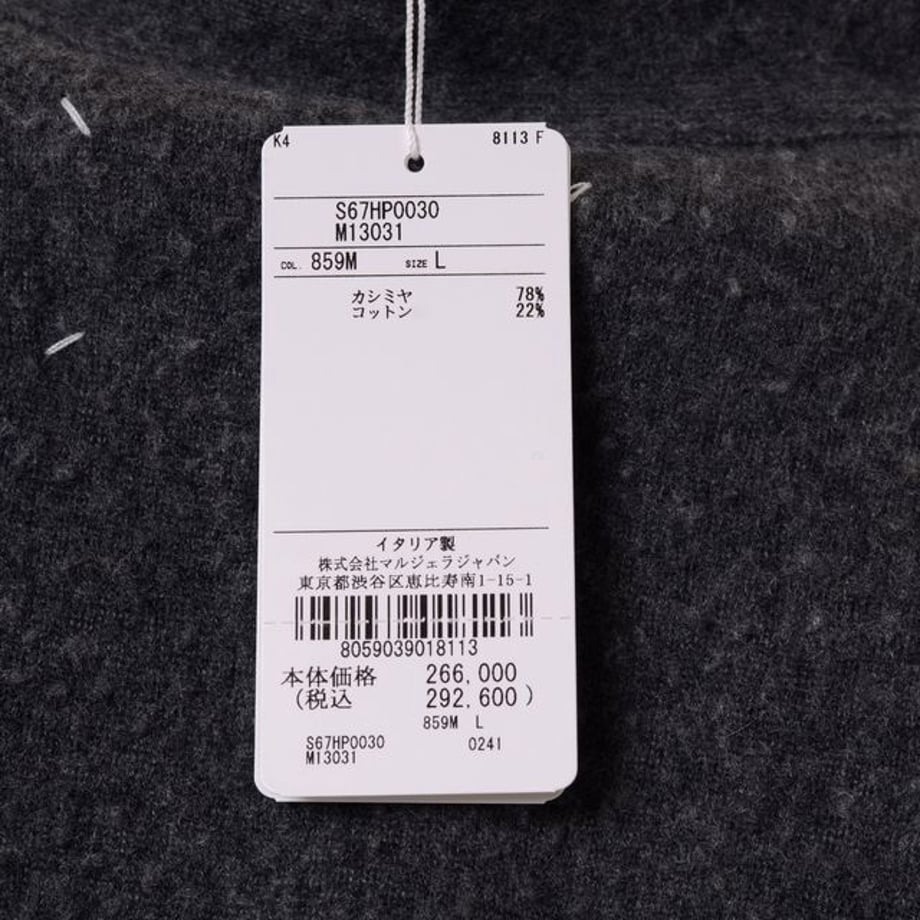 K4 8113 F
S67HP0030
M13031
COL. 859M SIZE L
カシミヤ 78%
コットン 22%
イタリア製
株式会社マルジェラジャパン
東京都渋谷区恵比寿南1-15-1
8059039018113
本体価格 266,000
(税込 292,600)
859M L
S67HP0030 0241
M13031